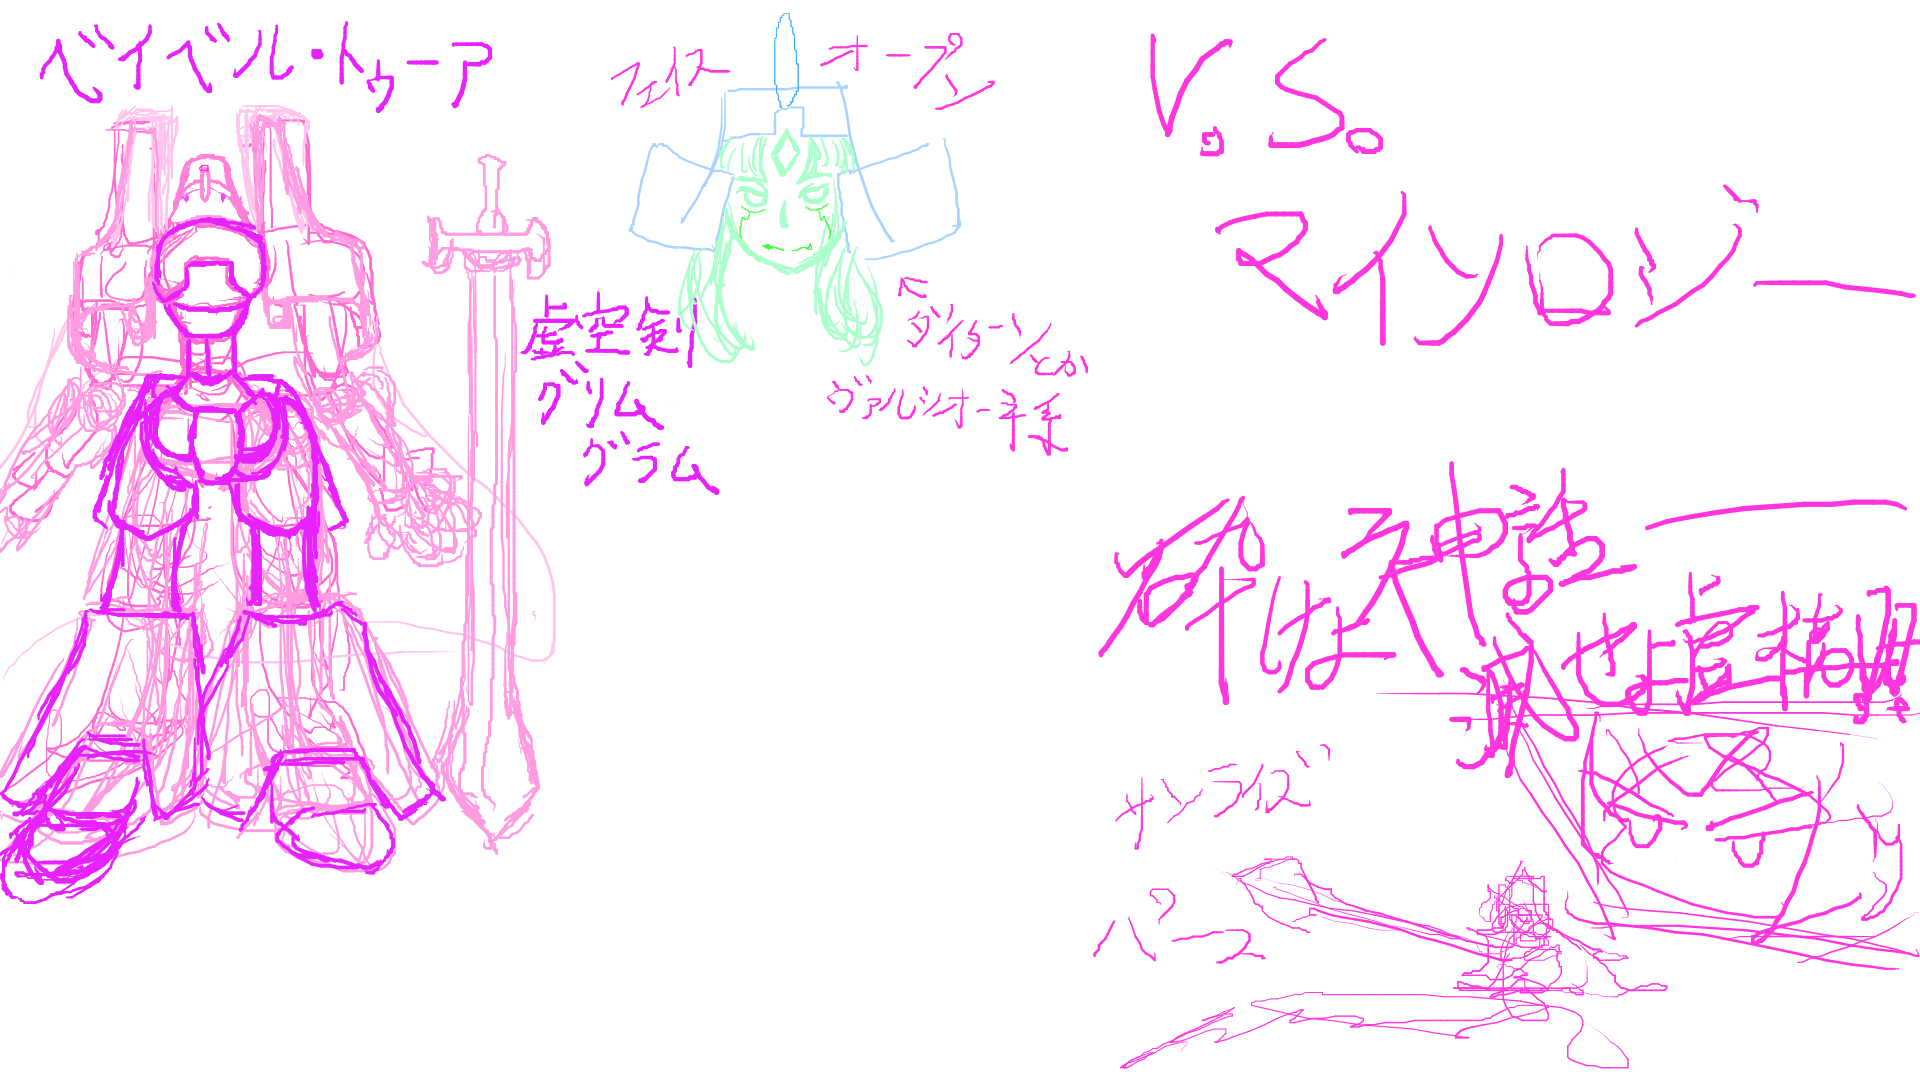 ベイベル・トゥーア
フェイス オープン
虚空剣
グリム
グラム
ダイターンとか
ヴァルシオー系
V.S.
マイソロジー
砕け神話
滅せよ虚構
サンライズ
パース